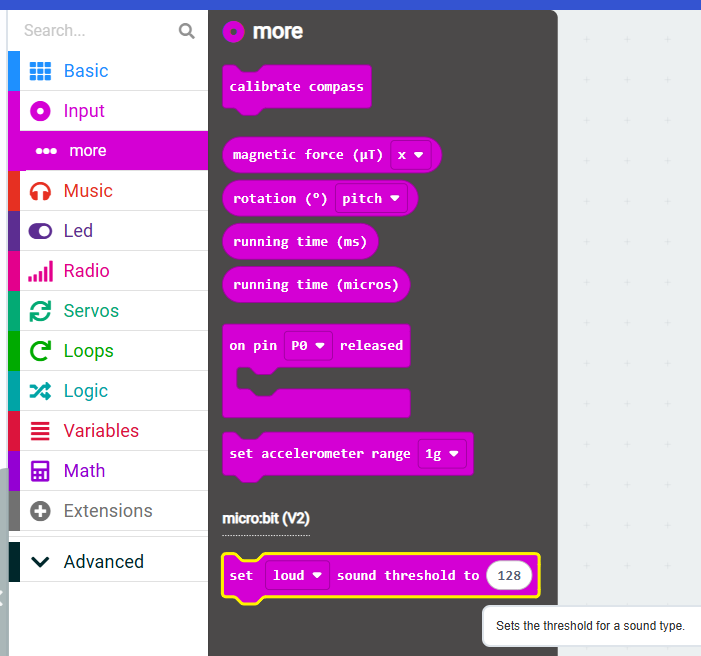 Search...
Basic
Input
more
Music
Led
Radio
Servos
Loops
Logic
Variables
Math
Extensions
Advanced
more
calibrate compass
magnetic force (µT) x
rotation (°) pitch
running time (ms)
running time (micros)
on pin P0 released
set accelerometer range 1g
micro:bit (V2)
set loud sound threshold to 128
Sets the threshold for a sound type.